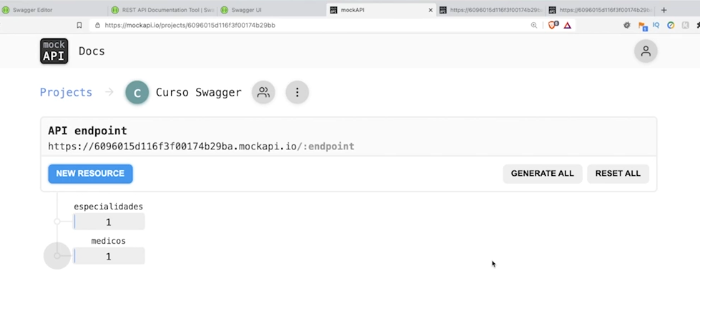 Swagger Editor
REST API Documentation Tool | Sw
Swagger UI
mockAPI
https://6096015d116f3f00174b29b
https://6096015d116f3f00174b29b
https://mockapi.io/projects/6096015d116f3f00174b29bb
mock
API
Docs
Projects
C
Curso Swagger
API endpoint
https://6096015d116f3f00174b29ba.mockapi.io/:endpoint
NEW RESOURCE
GENERATE ALL
RESET ALL
especialidades
1
medicos
1